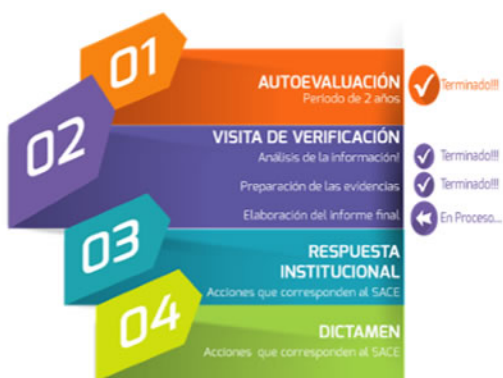 01
AUTOEVALUACIÓN
Periodo de 2 años
Terminado!!!
02
VISITA DE VERIFICACIÓN
Análisis de la información!
Terminado!!!
Preparación de las evidencias
Terminado!!!
Elaboración del informe final
En Proceso...
03
RESPUESTA
INSTITUCIONAL
Acciones que corresponden al SACE
04
DICTAMEN
Acciones que corresponden al SACE